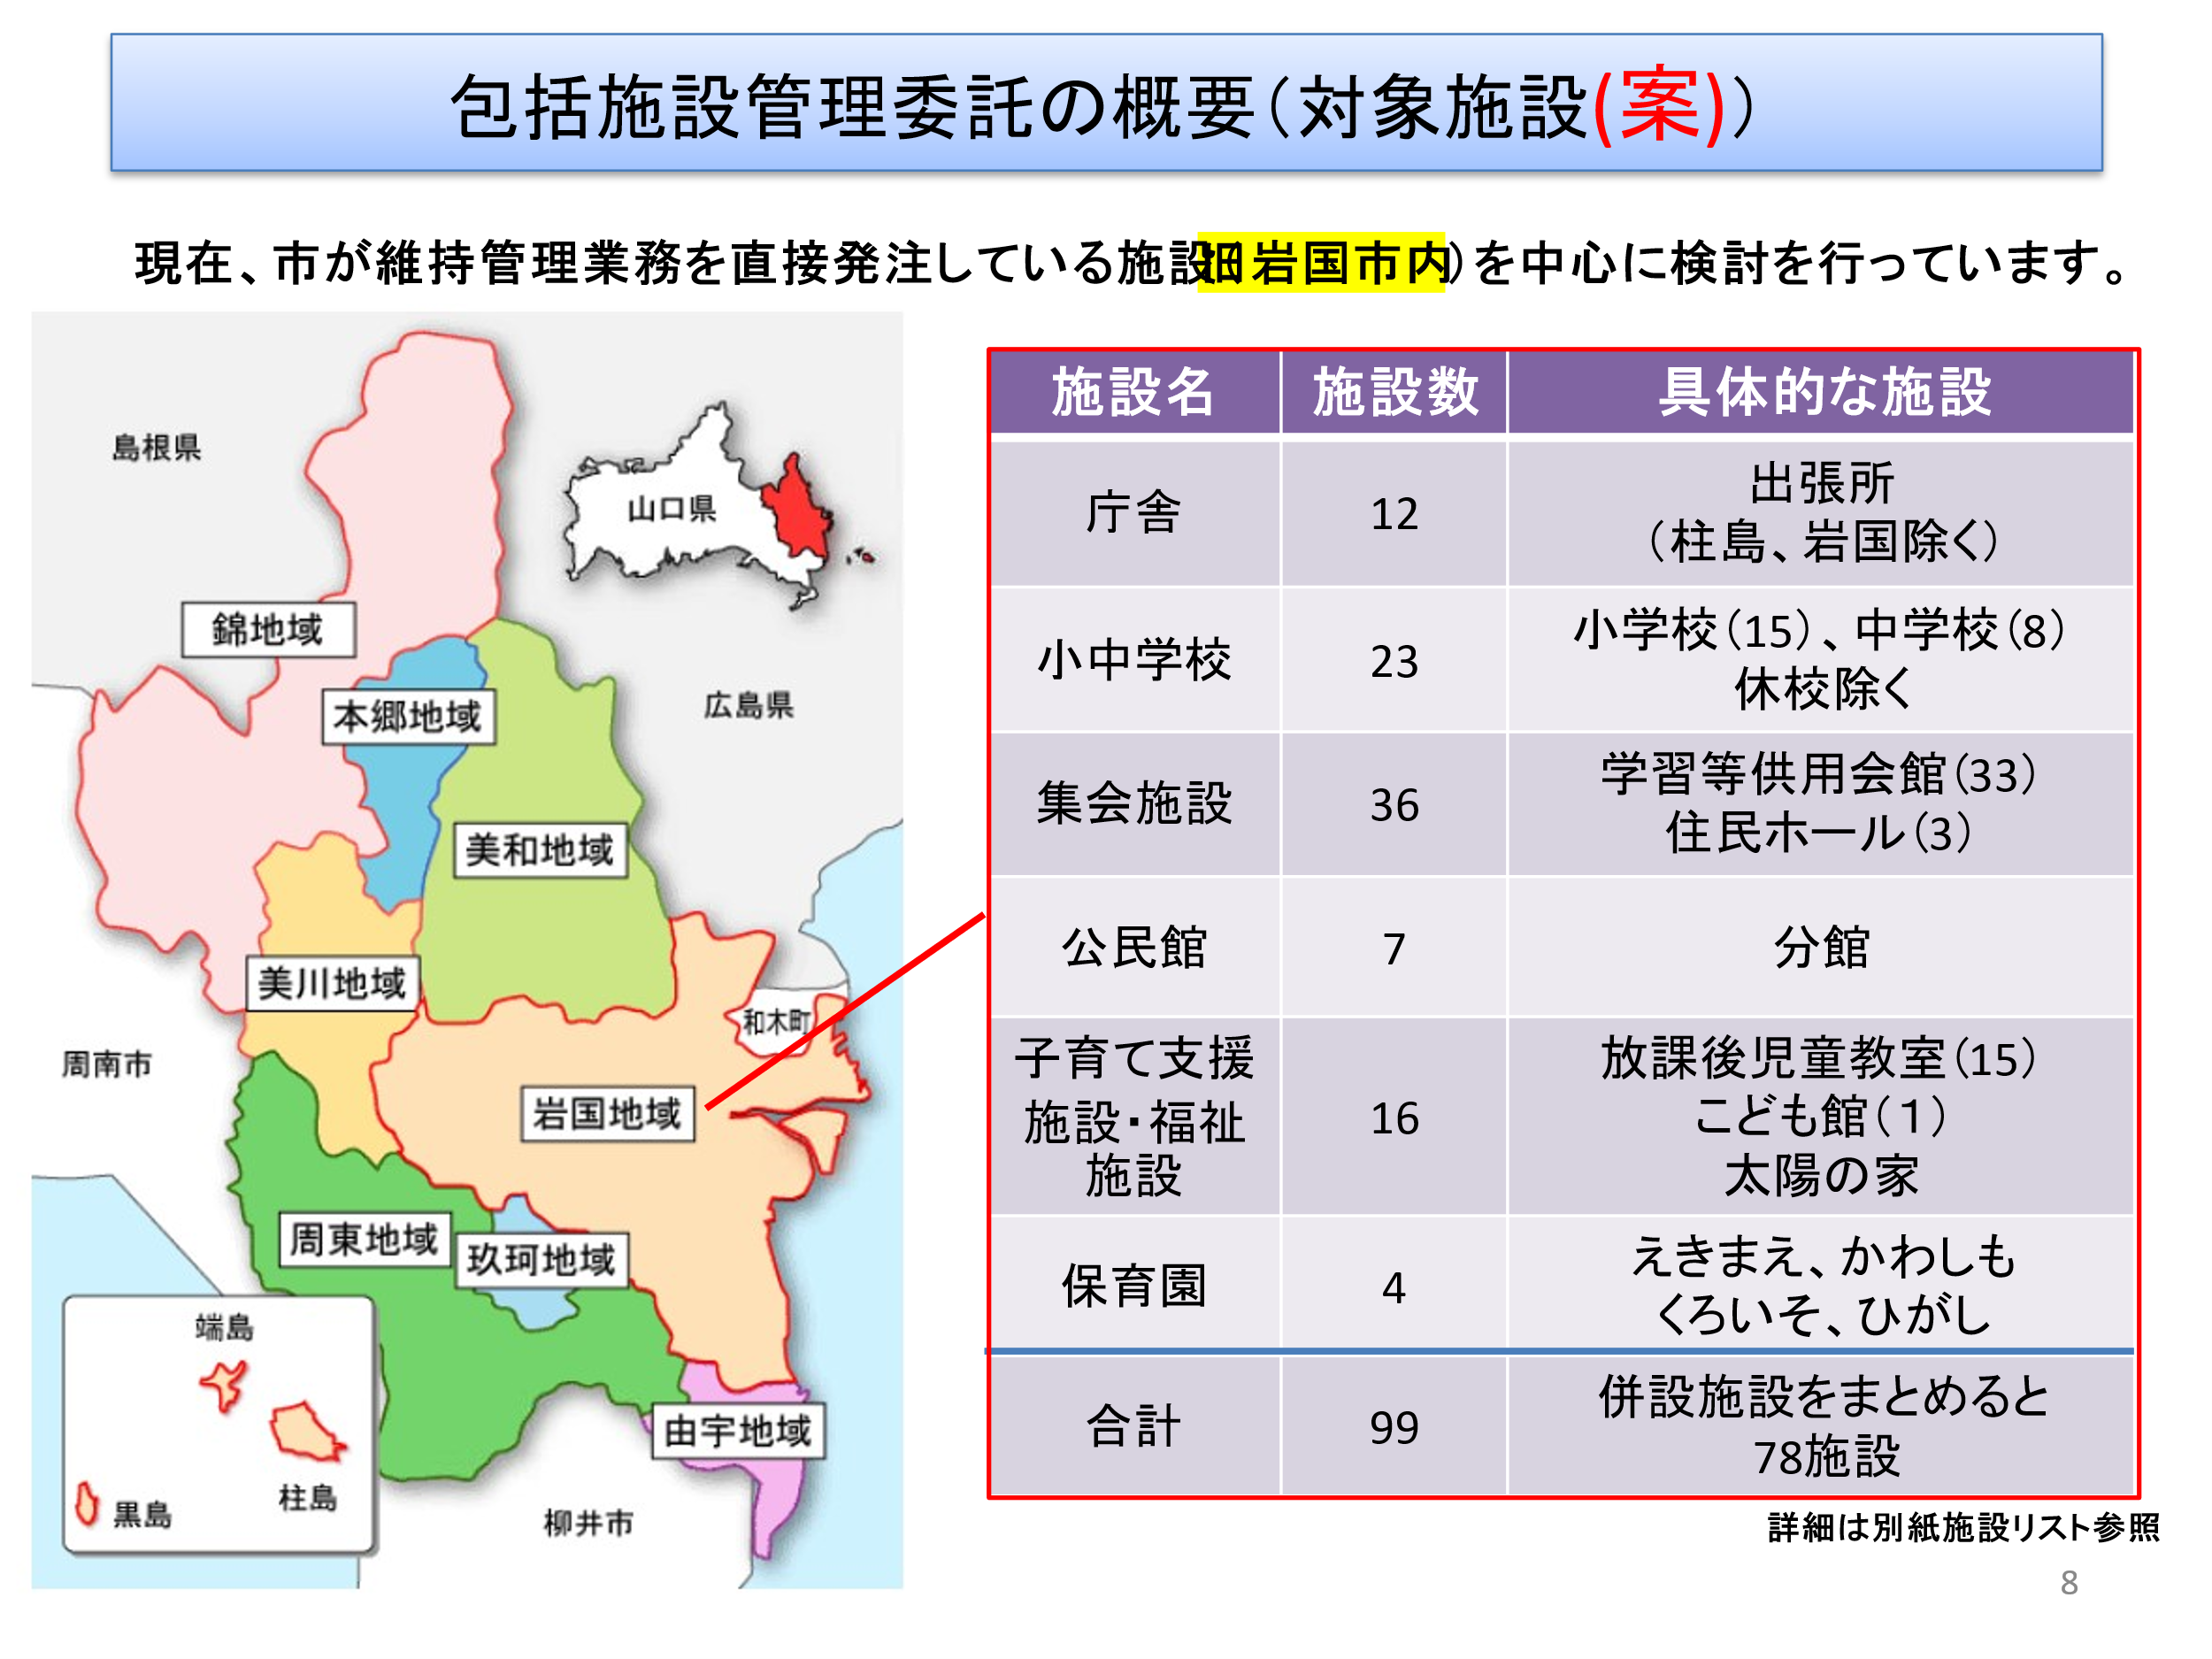 包括施設管理委託の概要（対象施設(案)）
現在、市が維持管理業務を直接発注している施設(旧岩国市内)を中心に検討を行っています。
島根県
山口県
錦地域
本郷地域
広島県
美和地域
美川地域
和木町
周南市
岩国地域
周東地域
玖珂地域
端島
柱島
黒島
由宇地域
柳井市
施設名 施設数 具体的な施設
庁舎 12 出張所
（柱島、岩国除く）
小中学校 23 小学校（15）、中学校（8）
休校除く
集会施設 36 学習等供用会館（33）
住民ホール（3）
公民館 7 分館
子育て支援
施設・福祉
施設
16
放課後児童教室（15）
こども館（１）
太陽の家
保育園 4 えきまえ、かわしも
くろいそ、ひがし
合計 99 併設施設をまとめると
78施設
詳細は別紙施設リスト参照
8